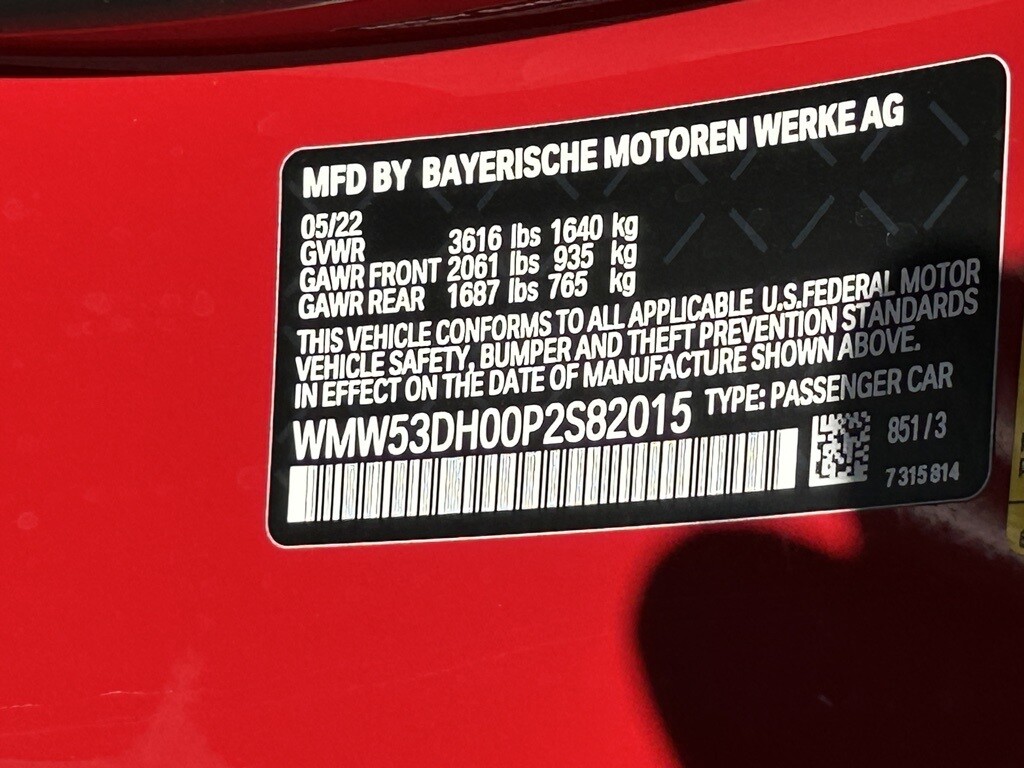 MFD BY BAYERISCHE MOTOREN WERKE AG
05/22
GVWR 3616 lbs 1640 kg
GAWR FRONT 2061 lbs 935 kg
GAWR REAR 1687 lbs 765 kg
THIS VEHICLE CONFORMS TO ALL APPLICABLE U.S.FEDERAL MOTOR
VEHICLE SAFETY, BUMPER AND THEFT PREVENTION STANDARDS
IN EFFECT ON THE DATE OF MANUFACTURE SHOWN ABOVE.
WMW53DH00P2S82015 TYPE: PASSENGER CAR
851/3
7 315 814